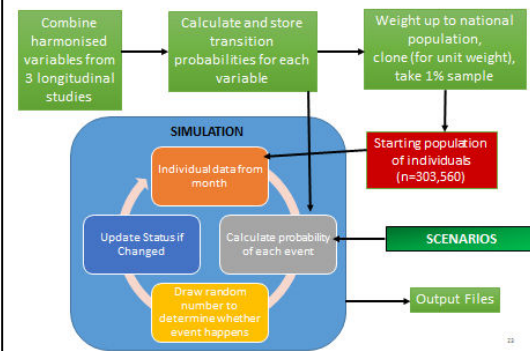 Combine
harmonised
variables from
3 longitudinal
studies
Calculate and store
transition
probabilities for each
variable
Weight up to national
population,
clone (for unit weight),
take 1% sample
SIMULATION
Starting population
of individuals
(n=303,560)
Individual data from
month
Update Status if
Changed
Calculate probability
of each event
SCENARIOS
Draw random
number to
determine whether
event happens
Output Files